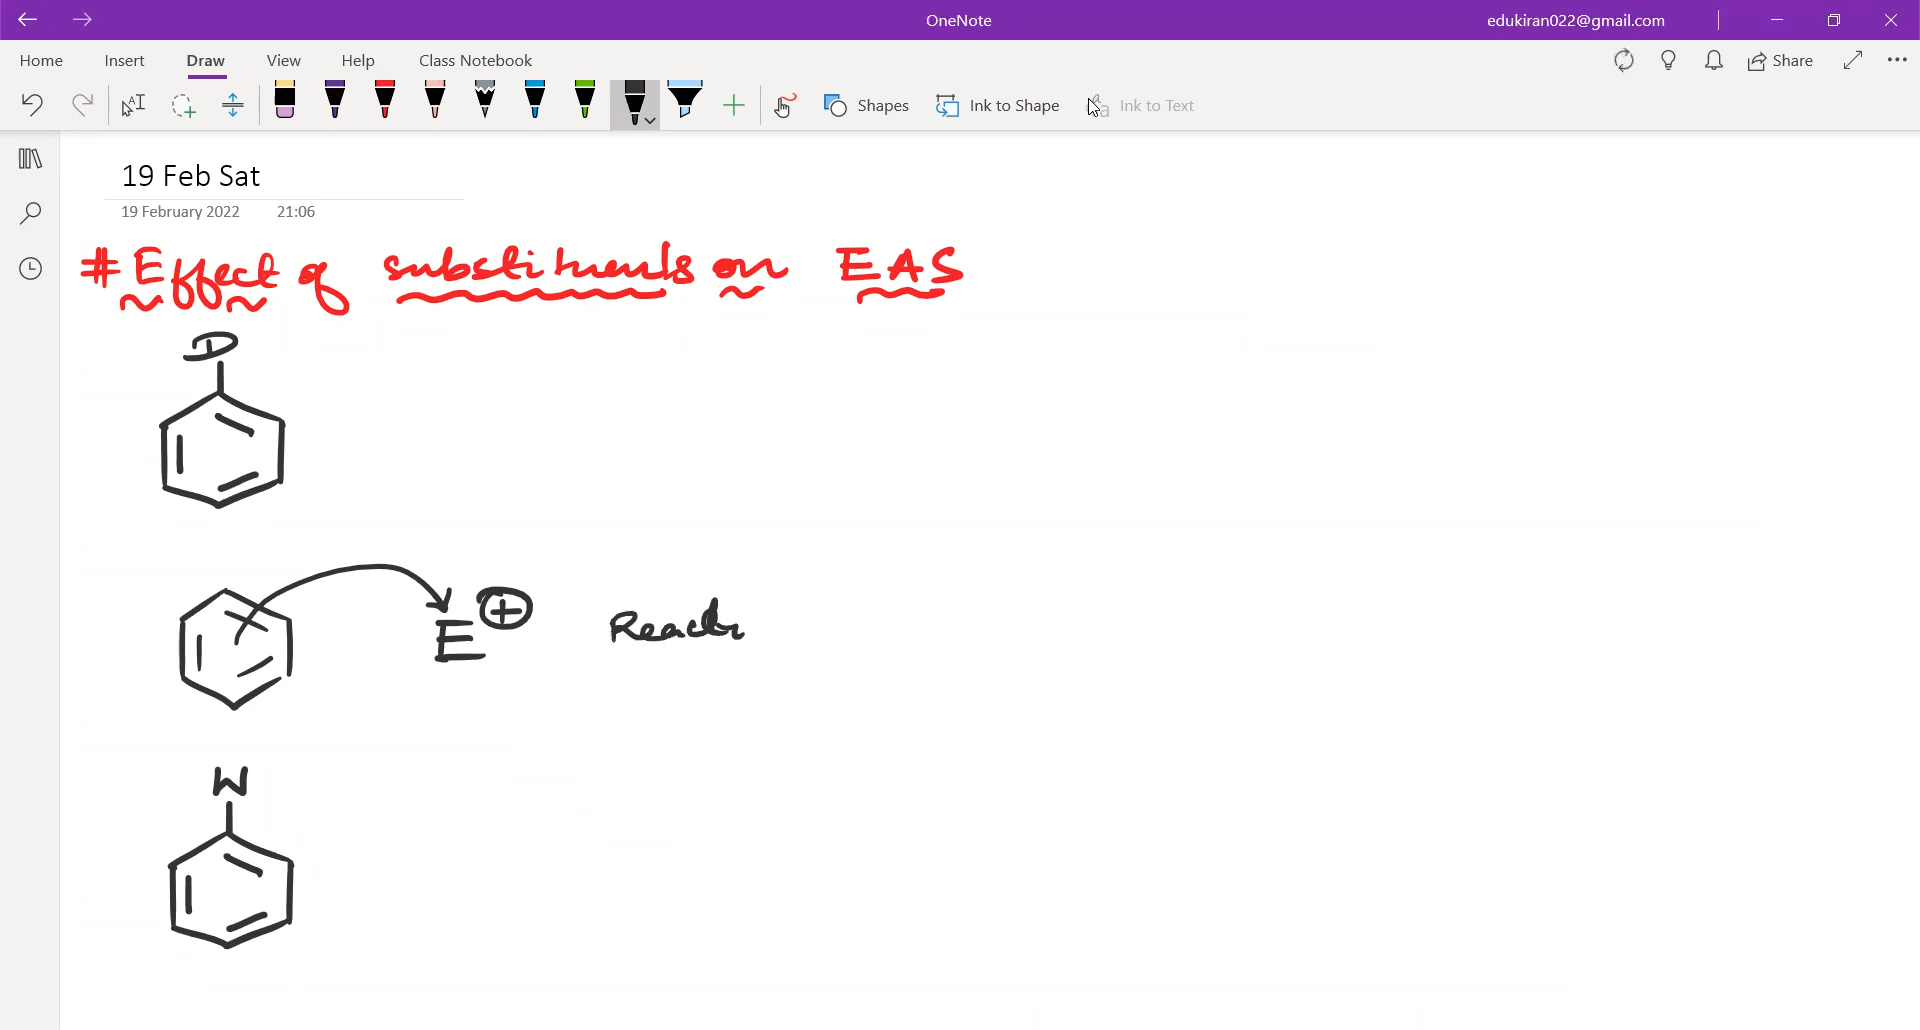 OneNote
edukiran022@gmail.com
Home Insert Draw View Help Class Notebook
Share
Shapes Ink to Shape Ink to Text
19 Feb Sat
19 February 2022 21:06
# Effect of substituents on EAS
D
E +
W